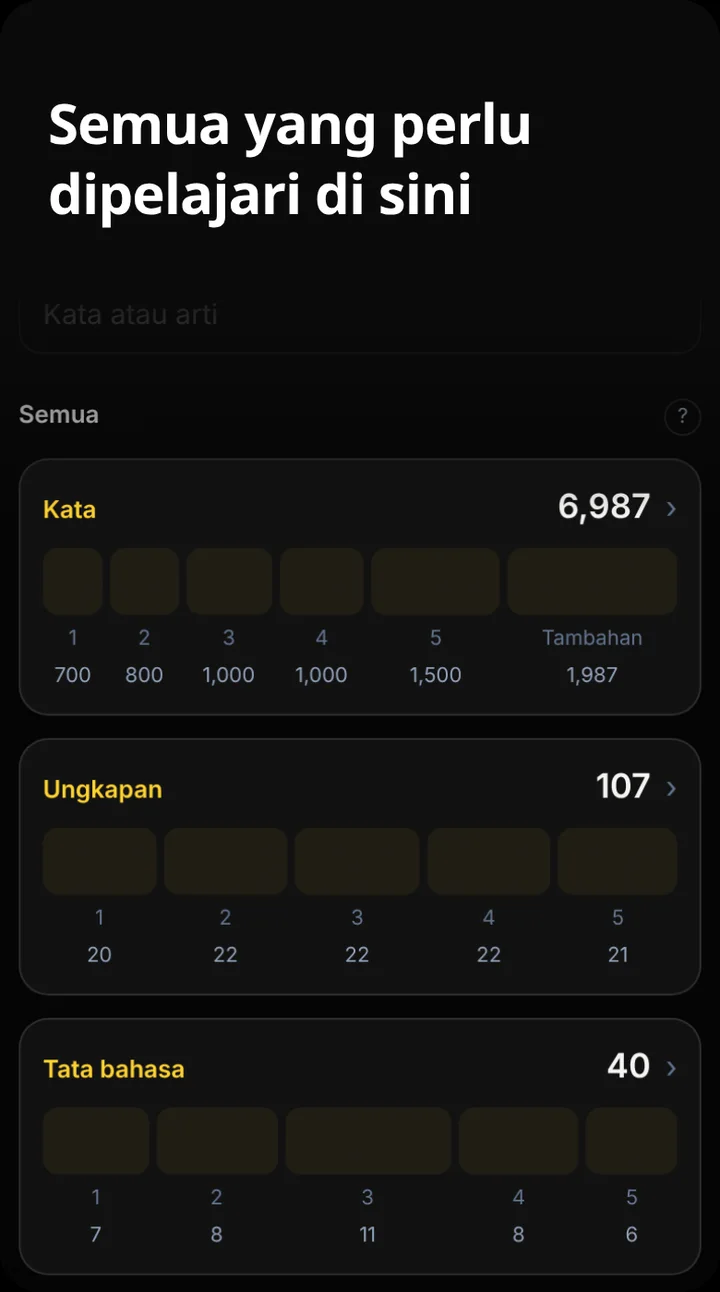 Semua yang perlu
dipelajari di sini
Kata atau arti
Semua ?
Kata 6,987 ›
1 2 3 4 5 Tambahan
700 800 1,000 1,000 1,500 1,987
Ungkapan 107 ›
1 2 3 4 5
20 22 22 22 21
Tata bahasa 40 ›
1 2 3 4 5
7 8 11 8 6